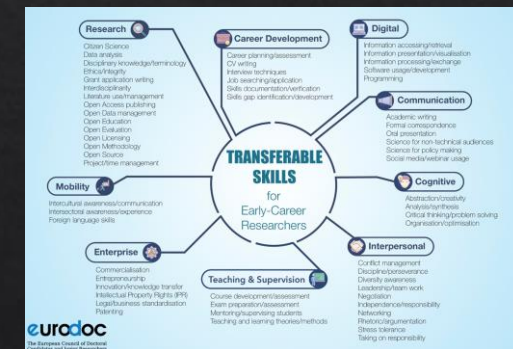 Research
Citizen Science
Data analysis
Disciplinary knowledge/terminology
Ethics/integrity
Grant application writing
Interdisciplinarity
Literature use/management
Open Access publishing
Open Data management
Open Education
Open Evaluation
Open Licensing
Open Methodology
Open Source
Project/time management
Career Development
Career planning/assessment
CV writing
Interview techniques
Job searching/application
Skills documentation/verification
Skills gap identification/development
Digital
Information accessing/retrieval
Information presentation/visualisation
Information processing/exchange
Software usage/development
Programming
Communication
Academic writing
Formal correspondence
Oral presentation
Science for non-technical audiences
Science for policy making
Social media/webinar usage
TRANSFERABLE
SKILLS
for
Early-Career
Researchers
Mobility
Intercultural awareness/communication
Intersectoral awareness/experience
Foreign language skills
Cognitive
Abstraction/creativity
Analysis/synthesis
Critical thinking/problem solving
Organisation/optimisation
Enterprise
Commercialisation
Entrepreneurship
Innovation/knowledge transfer
Intellectual Property Rights (IPR)
Legal/business standardisation
Patenting
Teaching & Supervision
Course development/assessment
Exam preparation/assessment
Mentoring/supervising students
Teaching and learning theories/methods
Interpersonal
Conflict management
Discipline/perseverance
Diversity awareness
Leadership/team work
Negotiation
Independence/responsibility
Networking
Rhetoric/argumentation
Stress tolerance
Taking on responsibility
eurodoc
The European Council of Doctoral
Candidates and Junior Researchers